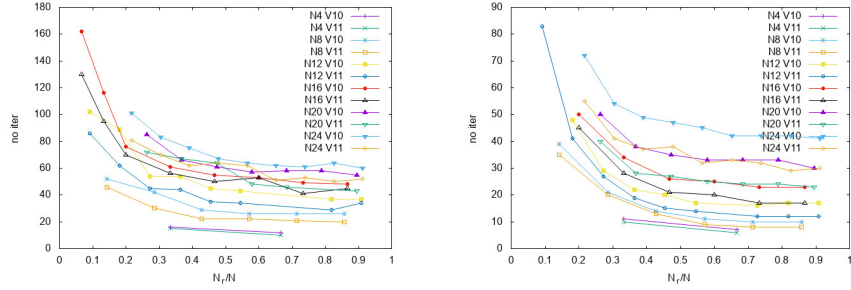 180
160
140
120
100
80
60
40
20
0
no iter
0 0.1 0.2 0.3 0.4 0.5 0.6 0.7 0.8 0.9 1
N_r/N
N4 V10
N4 V11
N8 V10
N8 V11
N12 V10
N12 V11
N16 V10
N16 V11
N20 V10
N20 V11
N24 V10
N24 V11
90
80
70
60
50
40
30
20
10
0
no iter
0 0.1 0.2 0.3 0.4 0.5 0.6 0.7 0.8 0.9 1
N_r/N
N4 V10
N4 V11
N8 V10
N8 V11
N12 V10
N12 V11
N16 V10
N16 V11
N20 V10
N20 V11
N24 V10
N24 V11